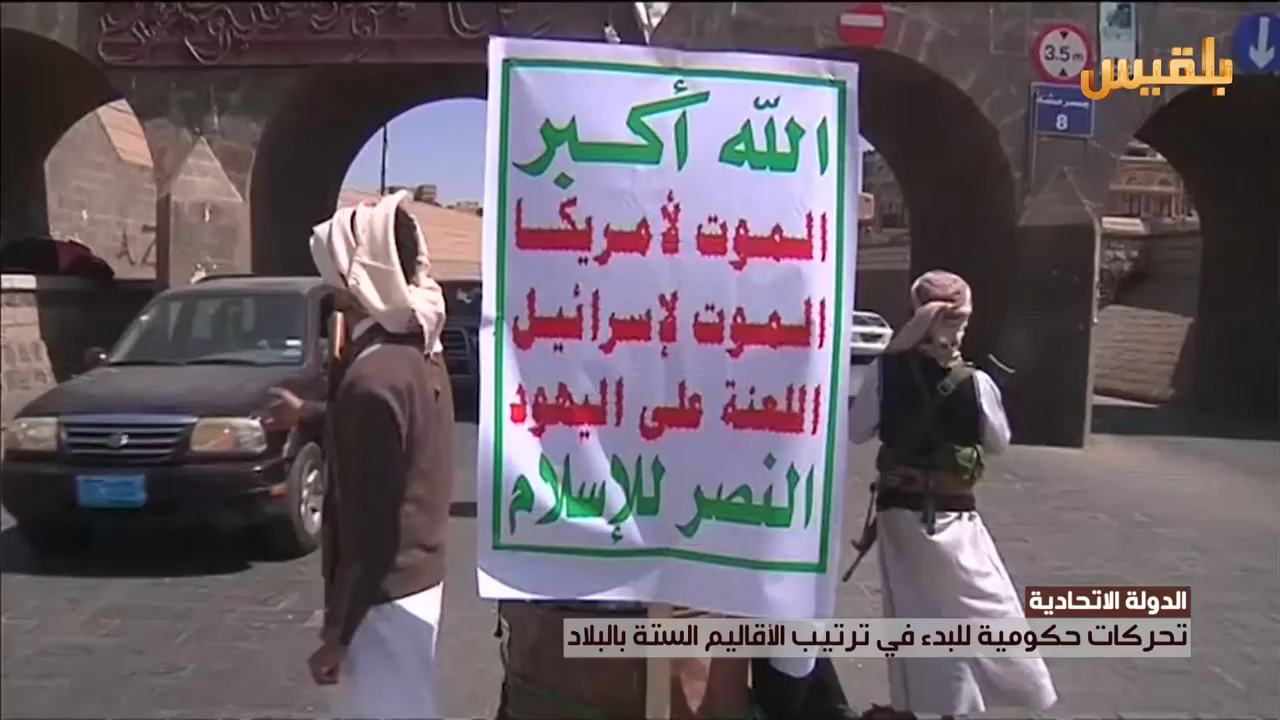 بلقيس
3.5 m
8
الله أكبر
الموت لأمريكا
الموت لإسرائيل
اللعنة على اليهود
النصر للإسلام
الدولة الاتحادية
تحركات حكومية للبدء في ترتيب الأقاليم الستة بالبلاد